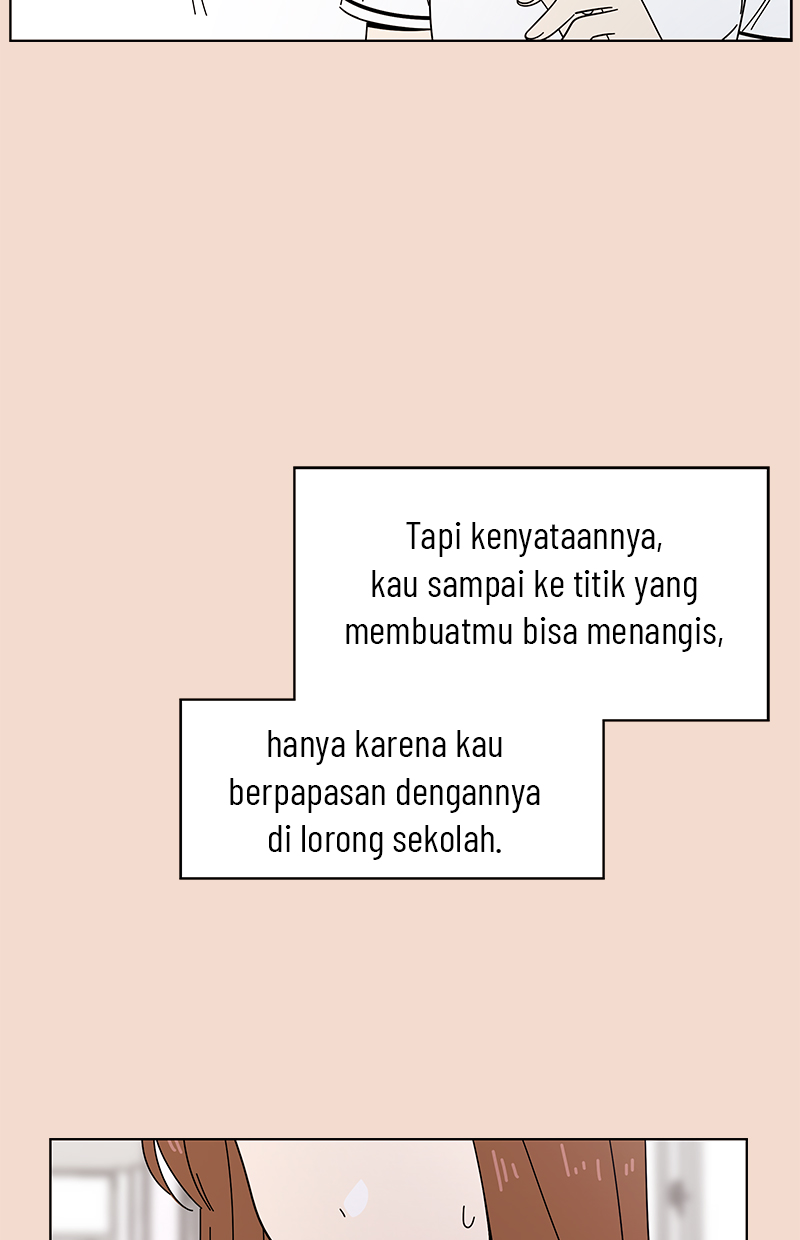 Tapi kenyataannya,
kau sampai ke titik yang
membuatmu bisa menangis,
hanya karena kau
berpapasan dengannya
di lorong sekolah.